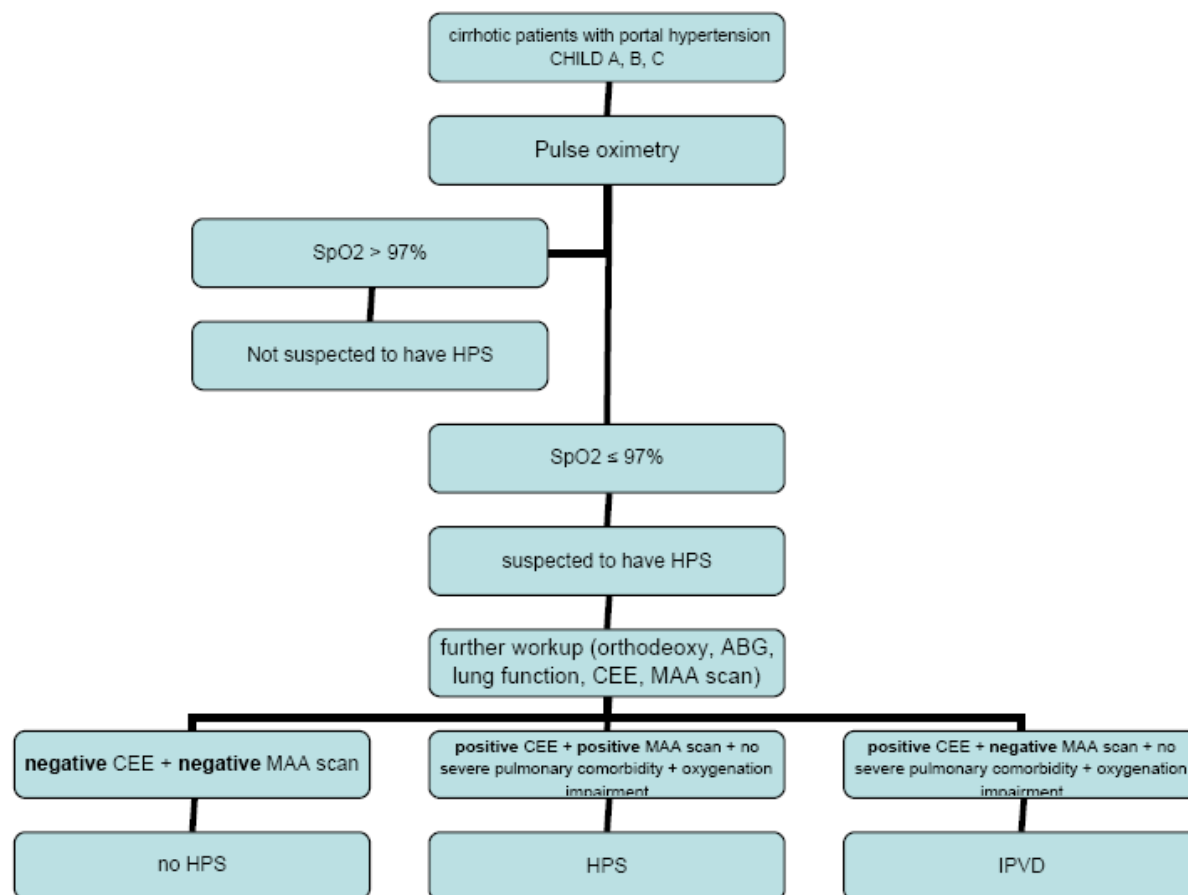 cirrhotic patients with portal hypertension
CHILD A, B, C
Pulse oximetry
SpO2 > 97%
Not suspected to have HPS
SpO2 ≤ 97%
suspected to have HPS
further workup (orthodeoxy, ABG,
lung function, CEE, MAA scan)
negative CEE + negative MAA scan
positive CEE + positive MAA scan + no
severe pulmonary comorbidity + oxygenation
impairment
positive CEE + negative MAA scan + no
severe pulmonary comorbidity + oxygenation
impairment
no HPS
HPS
IPVD